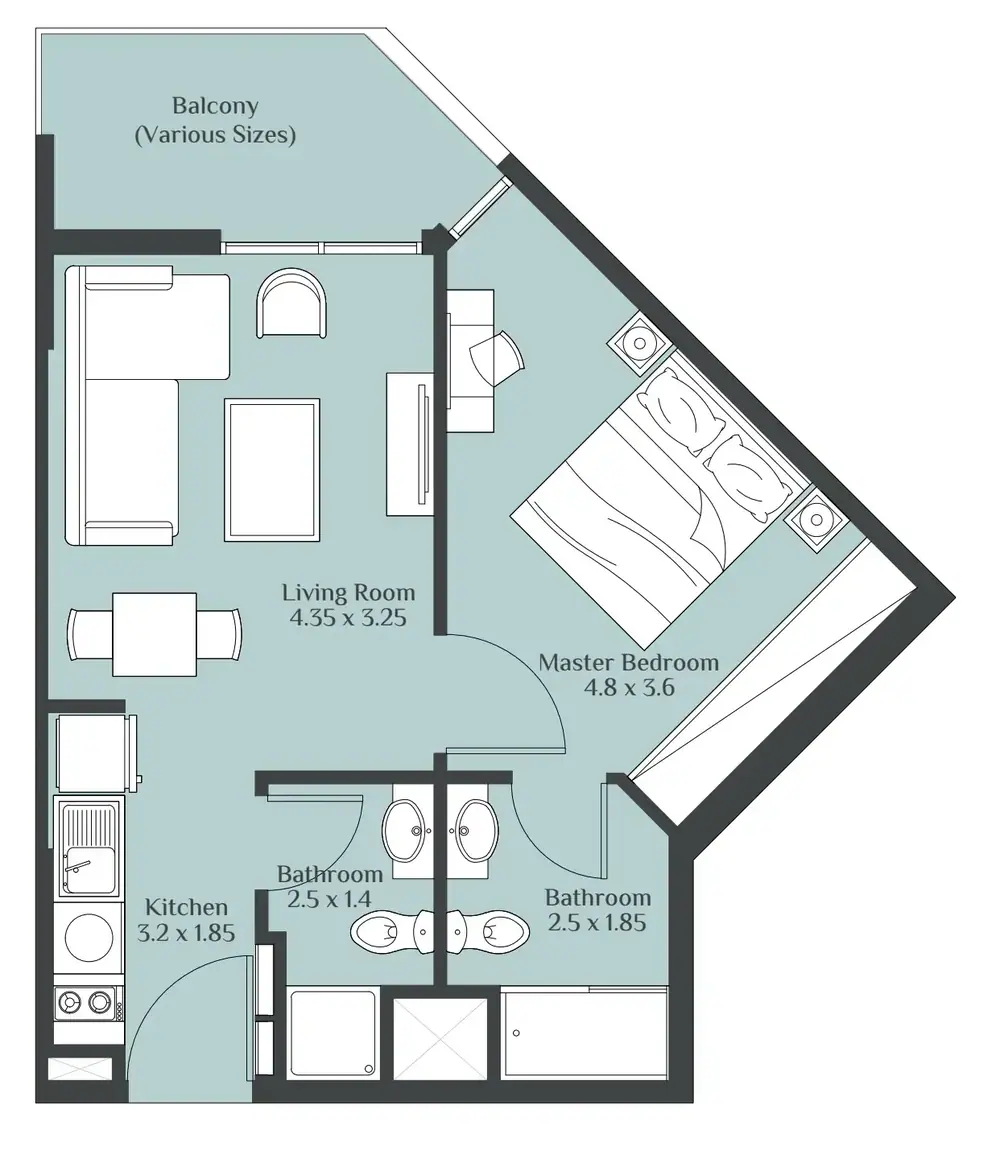 Balcony
(Various Sizes)
Living Room
4.35 x 3.25
Master Bedroom
4.8 x 3.6
Bathroom
2.5 x 1.4
Bathroom
2.5 x 1.85
Kitchen
3.2 x 1.85